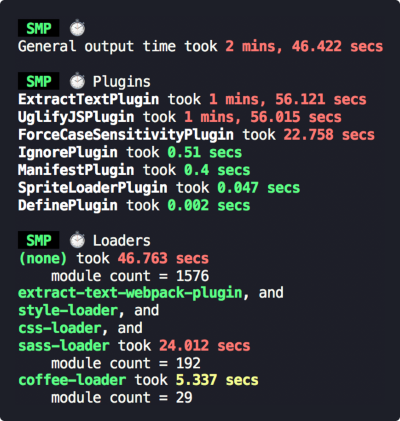 SMP ⏱
General output time took 2 mins, 46.422 secs
SMP ⏱ Plugins
ExtractTextPlugin took 1 mins, 56.121 secs
UglifyJSPlugin took 1 mins, 56.015 secs
ForceCaseSensitivityPlugin took 22.758 secs
IgnorePlugin took 0.51 secs
ManifestPlugin took 0.4 secs
SpriteLoaderPlugin took 0.047 secs
DefinePlugin took 0.002 secs
SMP ⏱ Loaders
(none) took 46.763 secs
module count = 1576
extract-text-webpack-plugin, and
style-loader, and
css-loader, and
sass-loader took 24.012 secs
module count = 192
coffee-loader took 5.337 secs
module count = 29